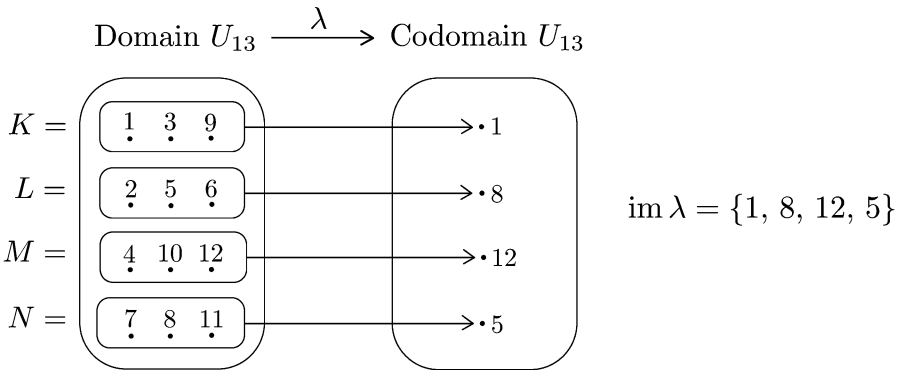 Domain U₁₃ λ Codomain U₁₃
K = 1 3 9 1
L = 2 5 6 8
im λ = {1, 8, 12, 5}
M = 4 10 12 12
N = 7 8 11 5